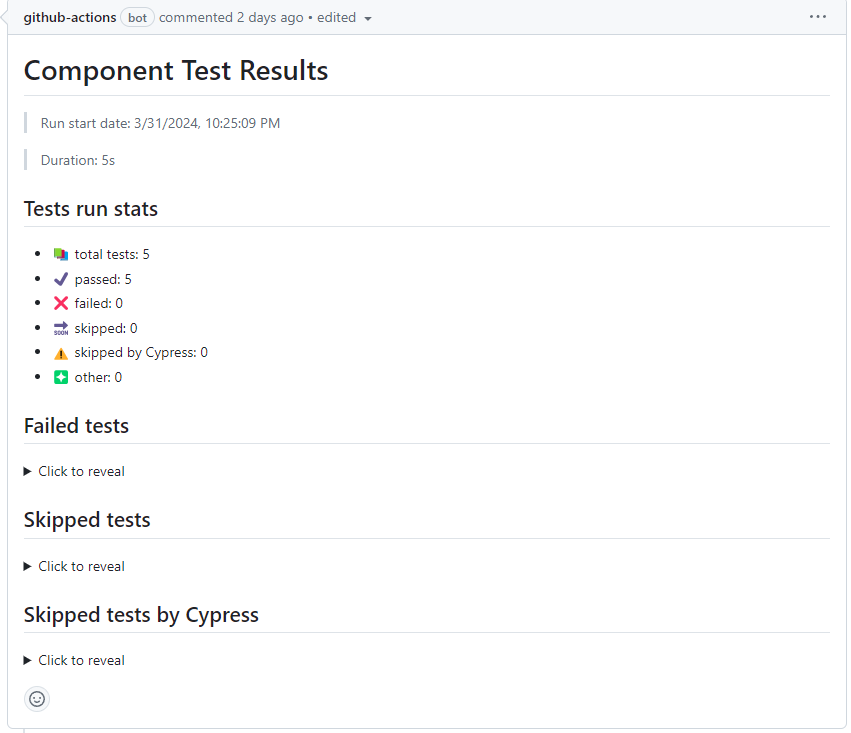 github-actions bot commented 2 days ago • edited
Component Test Results
Run start date: 3/31/2024, 10:25:09 PM
Duration: 5s
Tests run stats
total tests: 5
passed: 5
failed: 0
SOON skipped: 0
skipped by Cypress: 0
other: 0
Failed tests
Click to reveal
Skipped tests
Click to reveal
Skipped tests by Cypress
Click to reveal